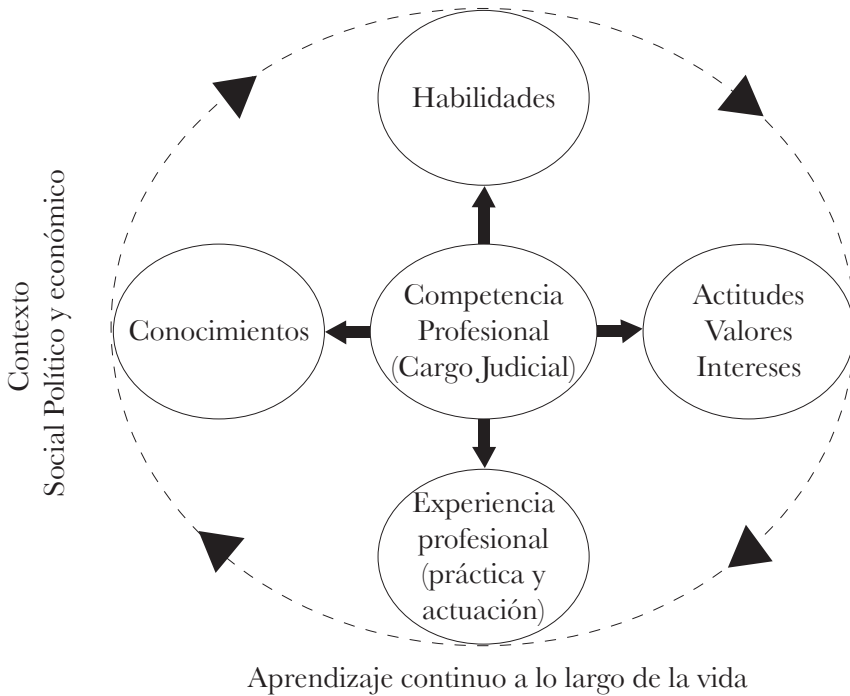 Habilidades
Contexto
Social Político y económico
Conocimientos
Competencia
Profesional
(Cargo Judicial)
Actitudes
Valores
Intereses
Experiencia
profesional
(práctica y
actuación)
Aprendizaje continuo a lo largo de la vida